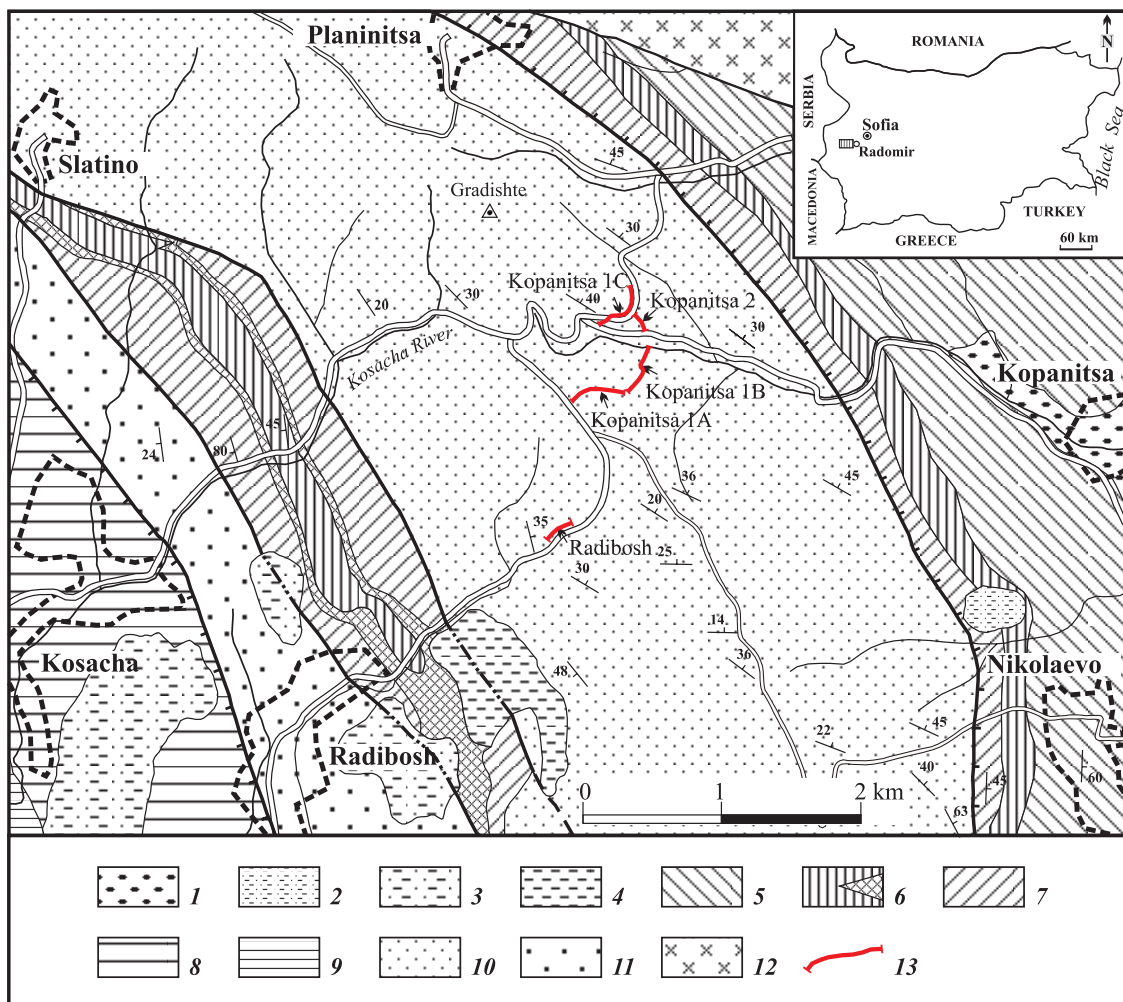 Planinitsa
Slatino
Gradishte
45
30
Kopanitsa 1C
40
Kopanitsa 2
20
30
30
Kosacha River
Kopanitsa 1B
Kopanitsa 1A
Kopanitsa
45
80
24
36
20
45
35
Radibosh
25
30
14
36
48
Kosacha
Radibosh
Nikolaevo
22
45
40
45
60
63
0 1 2 km
ROMANIA
N
SERBIA
Sofia
Radomir
Black Sea
MACEDONIA
TURKEY
GREECE
60 km
1 2 3 4 5 6 7
8 9 10 11 12 13